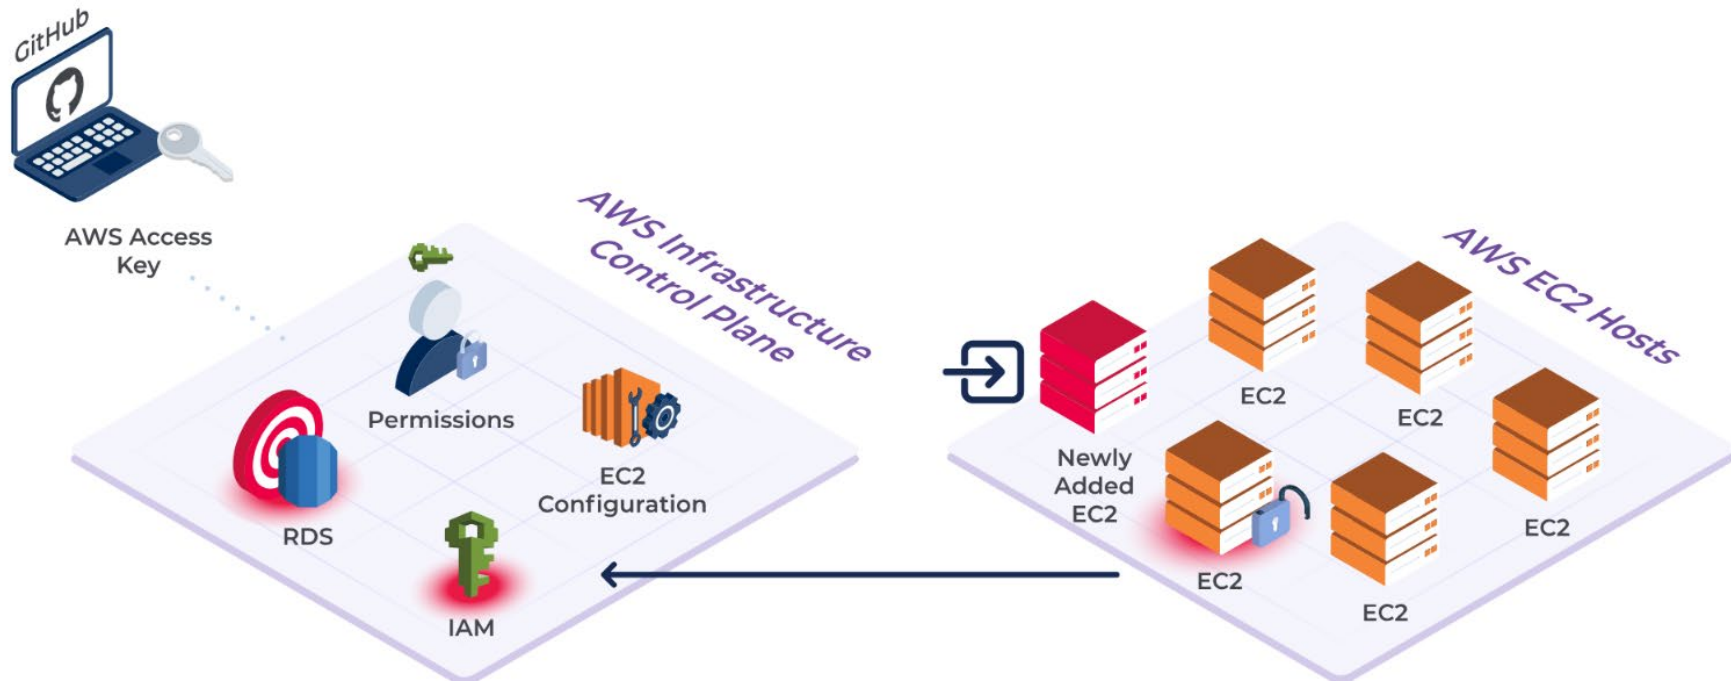 GitHub
AWS Access
Key
AWS Infrastructure
Control Plane
Permissions
EC2
Configuration
RDS
IAM
AWS EC2 Hosts
Newly
Added
EC2
EC2
EC2
EC2
EC2
EC2